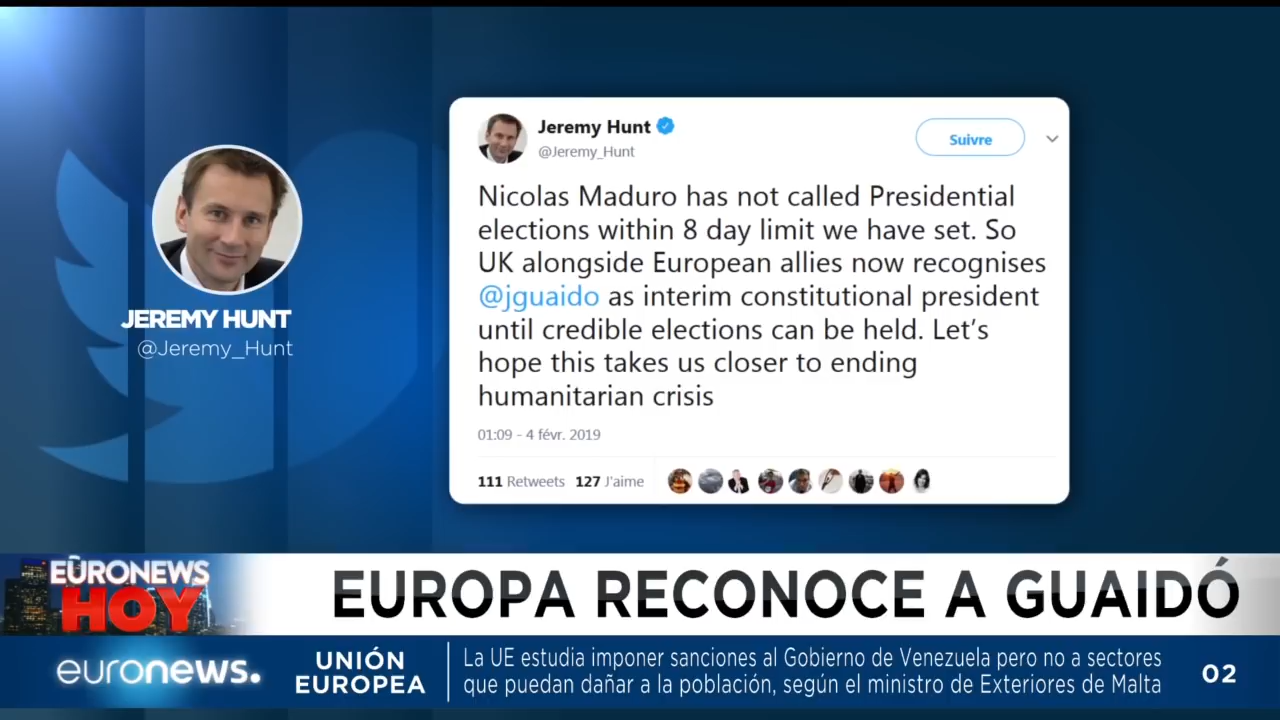 Jeremy Hunt
@Jeremy_Hunt
Suivre
Nicolas Maduro has not called Presidential
elections within 8 day limit we have set. So
UK alongside European allies now recognises
@jguaido as interim constitutional president
until credible elections can be held. Let's
hope this takes us closer to ending
humanitarian crisis
01:09 - 4 févr. 2019
111 Retweets 127 J'aime
JEREMY HUNT
@Jeremy_Hunt
EURONEWS
HOY
EUROPA RECONOCE A GUAIDÓ
euronews.
UNIÓN
EUROPEA
La UE estudia imponer sanciones al Gobierno de Venezuela pero no a sectores
que puedan dañar a la población, según el ministro de Exteriores de Malta
02